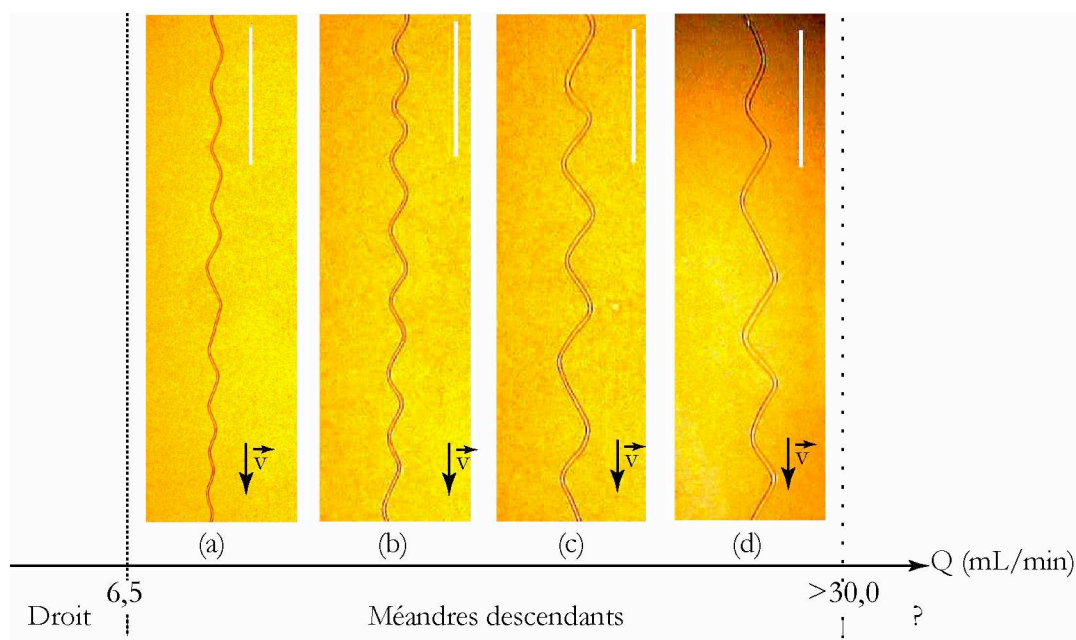 v v v v
(a) (b) (c) (d)
Q (mL/min)
6,5 >30,0
Droit Méandres descendants ?